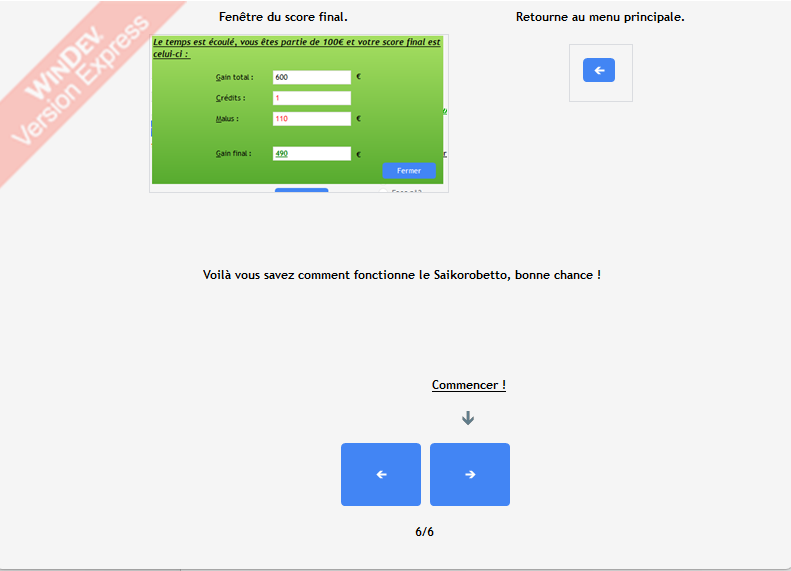 Fenêtre du score final.
Retourne au menu principale.
WINDEV
Version Express
Le temps est écoulé, vous êtes partie de 100€ et votre score final est
celui-ci :
Gain total : 600 €
Crédits : 1
Malus : 110 €
Gain final : 490 €
Fermer
Voilà vous savez comment fonctionne le Saikorobetto, bonne chance !
Commencer !
6/6